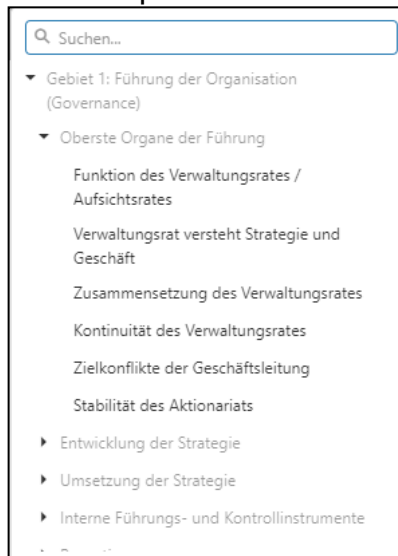 Suchen...
Gebiet 1: Führung der Organisation
(Governance)
Oberste Organe der Führung
Funktion des Verwaltungsrates /
Aufsichtsrates
Verwaltungsrat versteht Strategie und
Geschäft
Zusammensetzung des Verwaltungsrates
Kontinuität des Verwaltungsrates
Zielkonflikte der Geschäftsleitung
Stabilität des Aktionariats
Entwicklung der Strategie
Umsetzung der Strategie
Interne Führungs- und Kontrollinstrumente